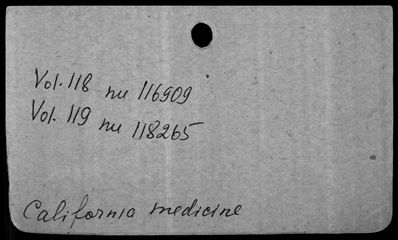 Vol. 118 nu 116909
Vol. 119 nu 118265
California medicine